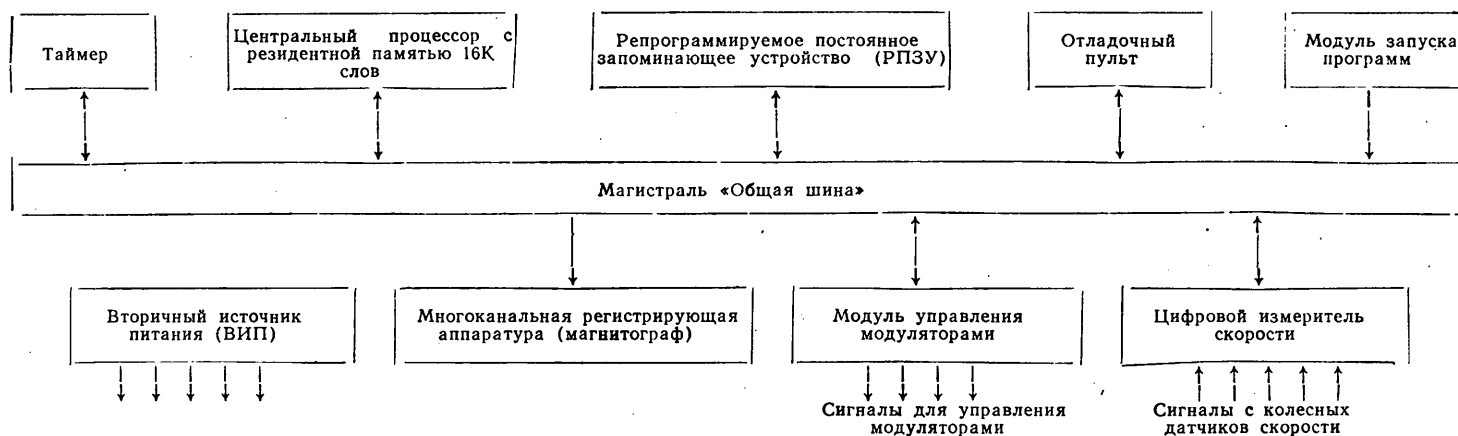 Таймер
Центральный процессор с
резидентной памятью 16К
слов
Репрограммируемое постоянное
запоминающее устройство (РПЗУ)
Отладочный
пульт
Модуль запуска
программ
Магистраль «Общая шина»
Вторичный источник
питания (ВИП)
Многоканальная регистрирующая
аппаратура (магнитограф)
Модуль управления
модуляторами
Цифровой измеритель
скорости
Сигналы для управления
модуляторами
Сигналы с колесных
датчиков скорости